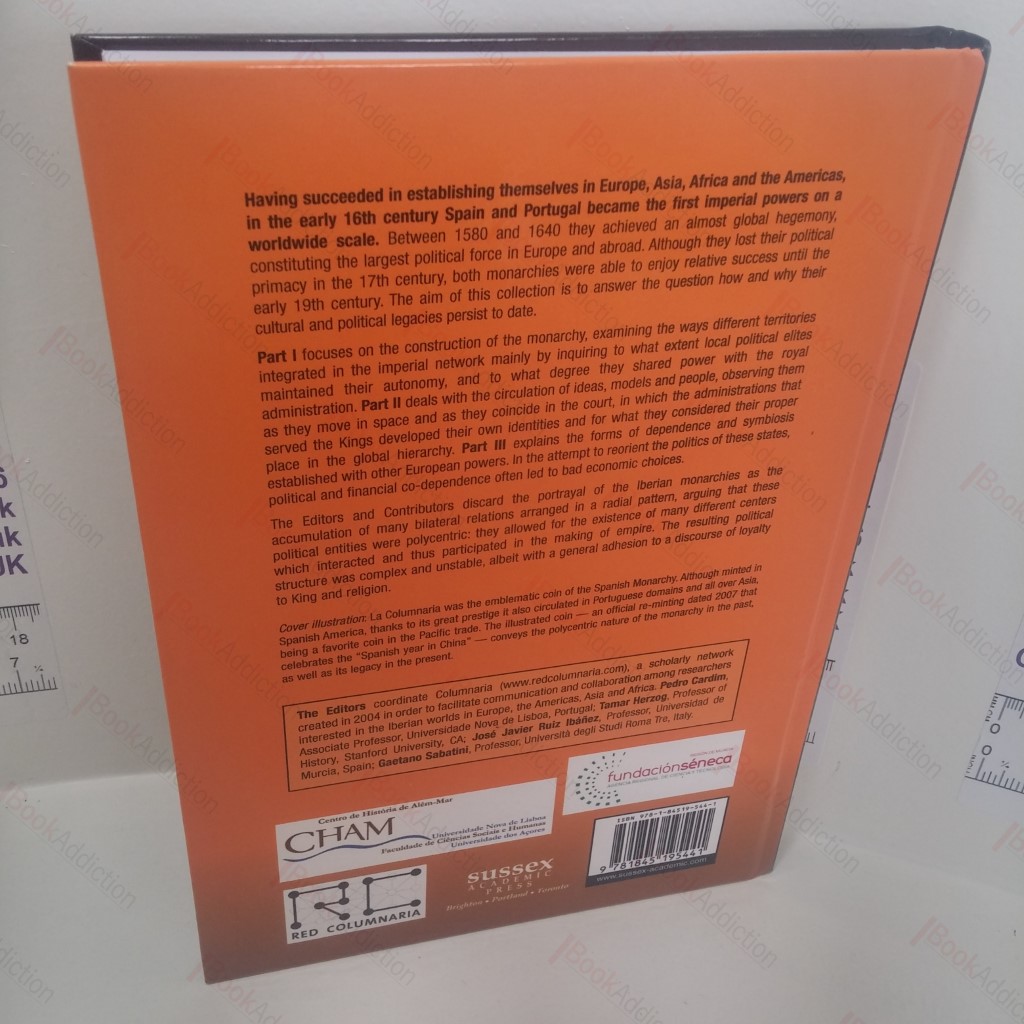 Having succeeded in establishing themselves in Europe, Asia, Africa and the Americas,
in the early 16th century Spain and Portugal became the first imperial powers on a
worldwide scale. Between 1580 and 1640 they achieved an almost global hegemony,
constituting the largest political force in Europe and abroad. Although they lost their political
primacy in the 17th century, both monarchies were able to enjoy relative success until the
early 19th century. The aim of this collection is to answer the question how and why their
cultural and political legacies persist to date.
Part I focuses on the construction of the monarchy, examining the ways different territories
integrated in the imperial network mainly by inquiring to what extent local political elites
maintained their autonomy, and to what degree they shared power with the royal
administration. Part II deals with the circulation of ideas, models and people, observing them
as they move in space and as they coincide in the court, in which the administrations that
served the Kings developed their own identities and for what they considered their proper
place in the global hierarchy. Part III explains the forms of dependence and symbiosis
established with other European powers. In the attempt to reorient the politics of these states,
political and financial co-dependence often led to bad economic choices.
The Editors and Contributors discard the portrayal of the Iberian monarchies as the
accumulation of many bilateral relations arranged in a radial pattern, arguing that these
political entities were polycentric: they allowed for the existence of many different centers
which interacted and thus participated in the making of empire. The resulting political
structure was complex and unstable, albeit with a general adhesion to a discourse of loyalty
to King and religion.
Cover illustration: La Columnaria was the emblematic coin of the Spanish Monarchy. Although minted in
Spanish America, thanks to its great prestige it also circulated in Portuguese domains and all over Asia,
being a favorite coin in the Pacific trade. The illustrated coin — an official re-minting dated 2007 that
celebrates the "Spanish year in China" — conveys the polycentric nature of the monarchy in the past,
as well as its legacy in the present.
The Editors coordinate Columnaria (www.redcolumnaria.com), a scholarly network
created in 2004 in order to facilitate communication and collaboration among researchers
interested in the Iberian worlds in Europe, the Americas, Asia and Africa. Pedro Cardim,
Associate Professor, Universidade Nova de Lisboa, Portugal; Tamar Herzog, Professor of
History, Stanford University, CA; José Javier Ruiz Ibáñez, Professor, Universidad de
Murcia, Spain; Gaetano Sabatini, Professor, Università degli Studi Roma Tre, Italy.
Centro de História de Além-Mar
CHAM
Universidade Nova de Lisboa
Faculdade de Ciências Sociais e Humanas
Universidade dos Açores
REGIÓN DE MURCIA
fundaciónséneca
AGENCIA REGIONAL DE CIENCIA Y TECNOLOGÍA
RED COLUMNARIA
sussex
ACADEMIC
PRESS
Brighton • Portland • Toronto
ISBN 978-1-84519-544-1
9 781845 195441
www.sussex-academic.com
6
k
UK
18
7
BookAddiction